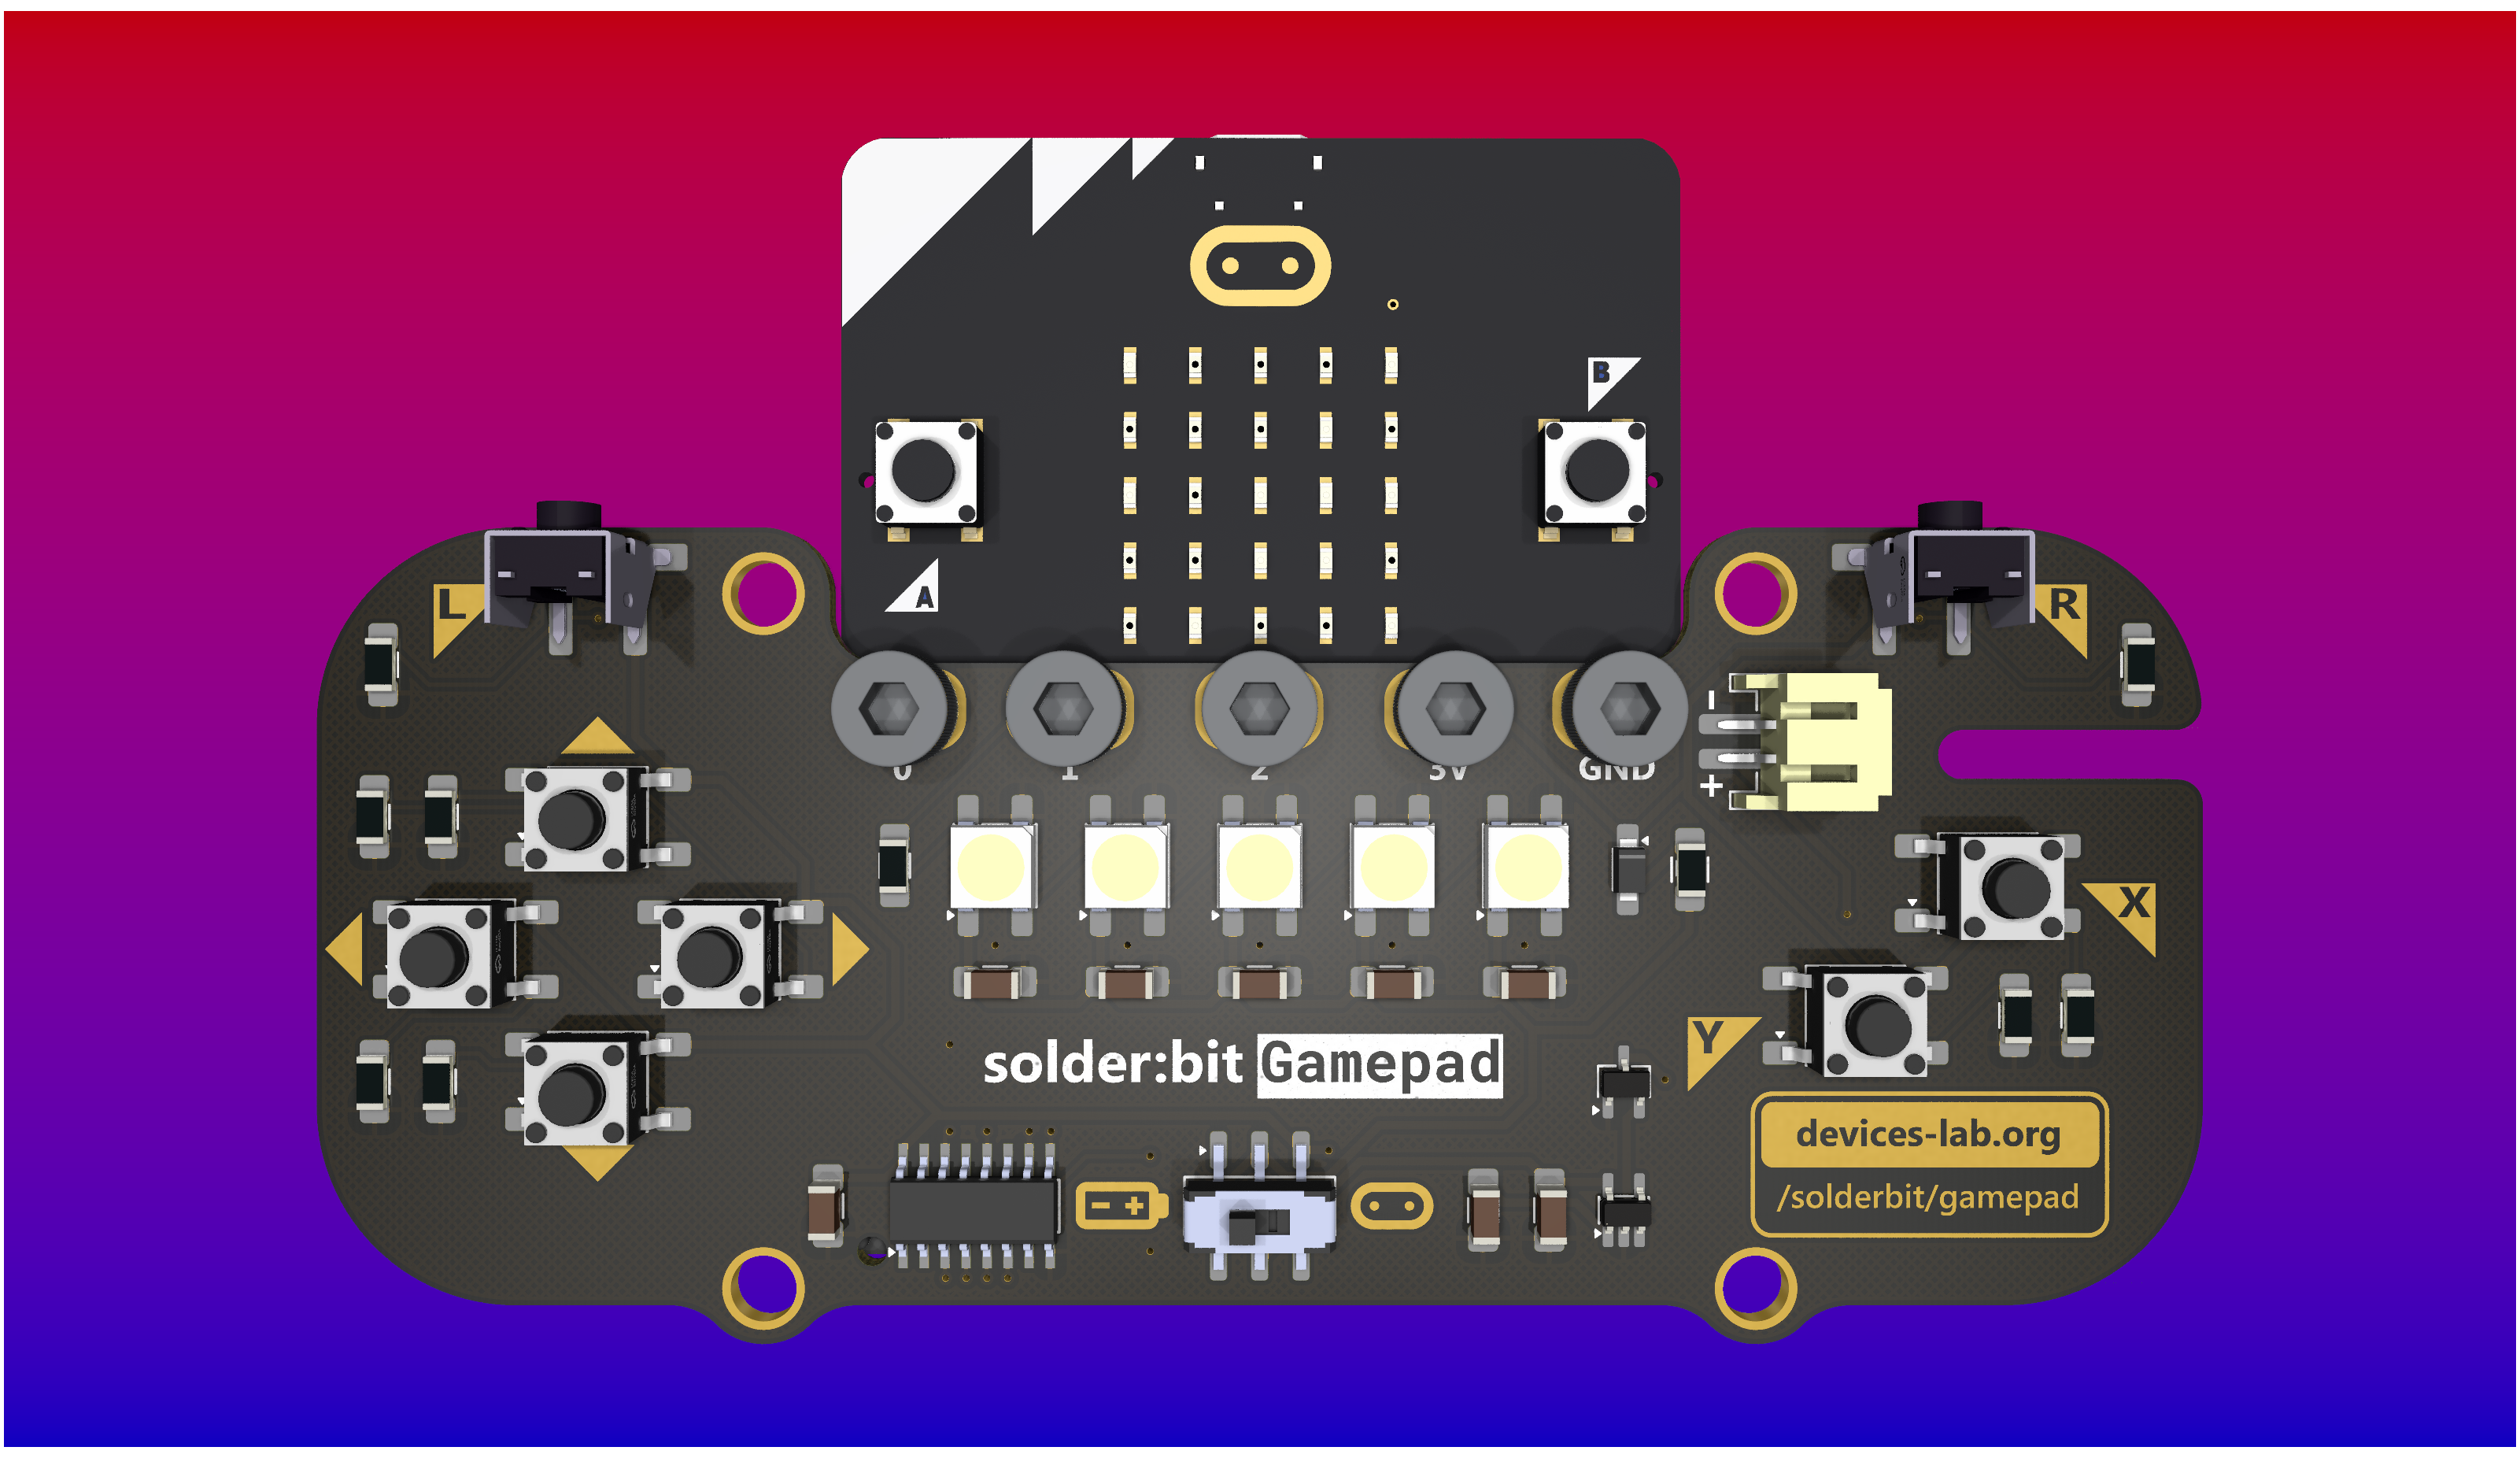 B
A
L
R
-
0
1
2
3V
GND
+
X
Y
solder:bit Gamepad
devices-lab.org
/solderbit/gamepad
- +